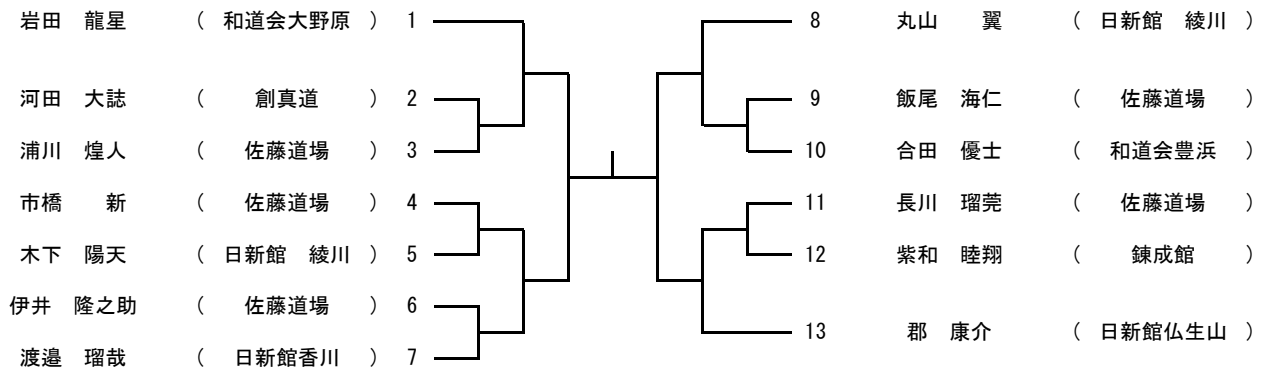 岩田　龍星 （ 和道会大野原 ） 1
河田　大誌 （ 創真道 ） 2
浦川　煌人 （ 佐藤道場 ） 3
市橋　　新 （ 佐藤道場 ） 4
木下　陽天 （ 日新館　綾川 ） 5
伊井　隆之助 （ 佐藤道場 ） 6
渡邉　瑠哉 （ 日新館香川 ） 7
8 丸山　　翼 （ 日新館　綾川 ）
9 飯尾　海仁 （ 佐藤道場 ）
10 合田　優士 （ 和道会豊浜 ）
11 長川　瑠莞 （ 佐藤道場 ）
12 紫和　睦翔 （ 錬成館 ）
13 郡　康介 （ 日新館仏生山 ）